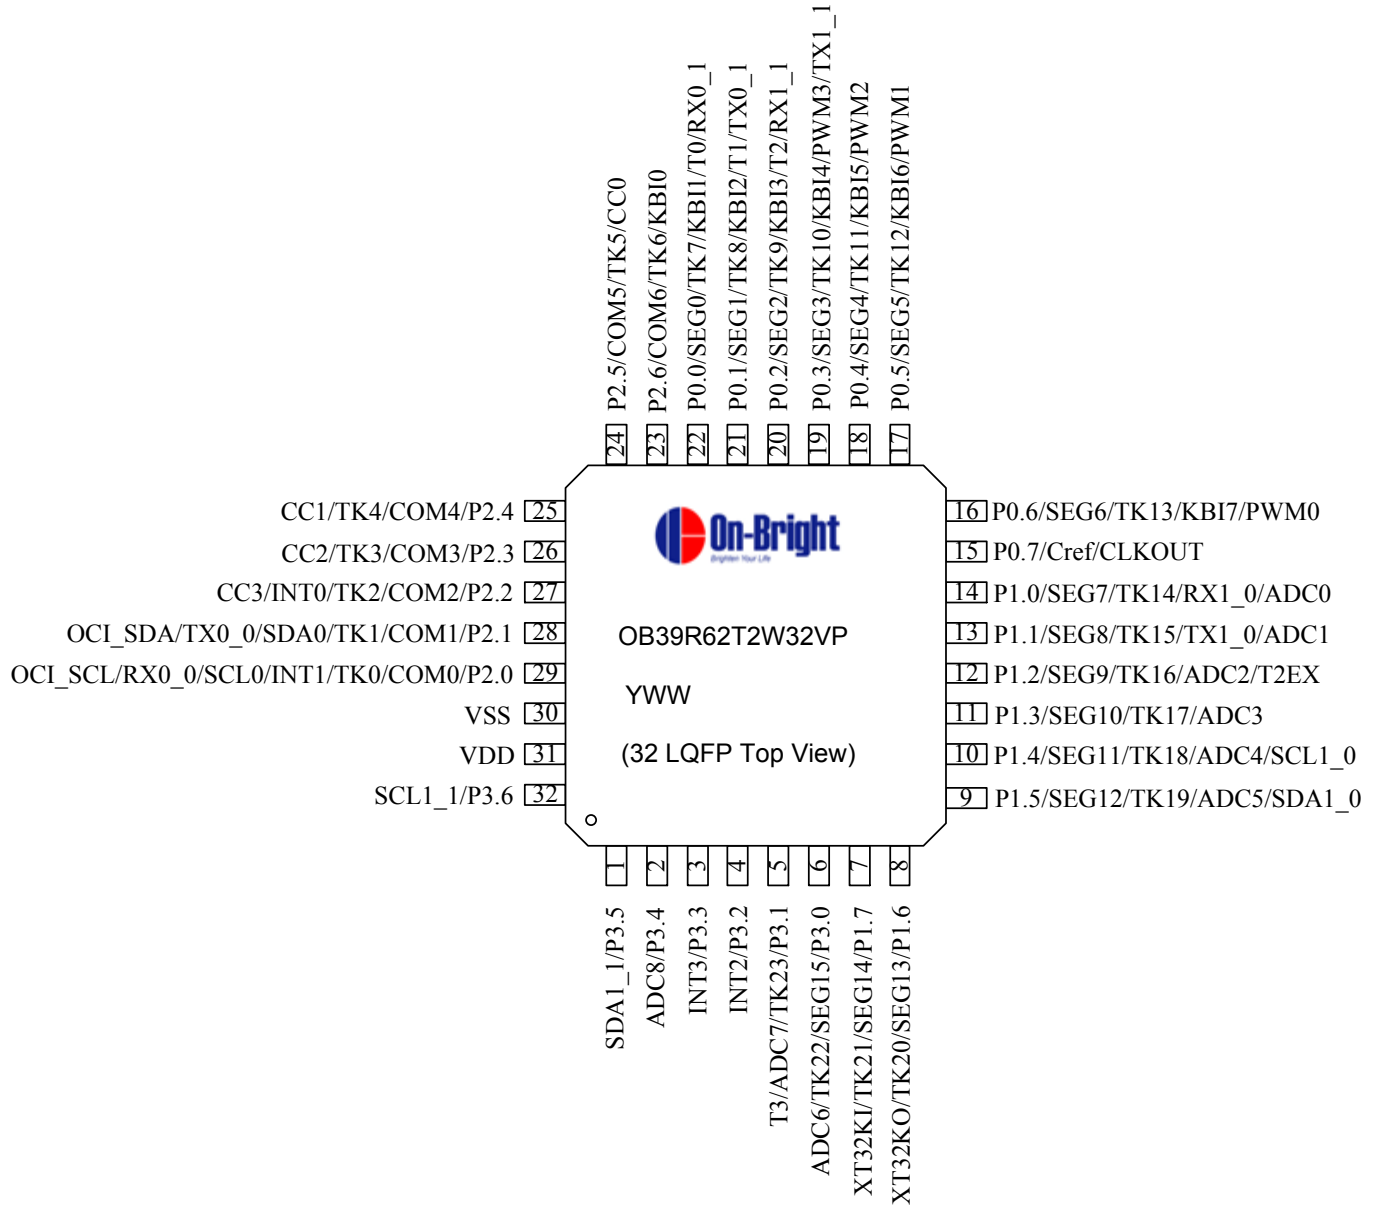 P2.5/COM5/TK5/CC0
P2.6/COM6/TK6/KBI0
P0.0/SEG0/TK7/KBI1/T0/RX0_1
P0.1/SEG1/TK8/KBI2/T1/TX0_1
P0.2/SEG2/TK9/KBI3/T2/RX1_1
P0.3/SEG3/TK10/KBI4/PWM3/TX1_1
P0.4/SEG4/TK11/KBI5/PWM2
P0.5/SEG5/TK12/KBI6/PWM1
24
23
22
21
20
19
18
17
CC1/TK4/COM4/P2.4 25
CC2/TK3/COM3/P2.3 26
CC3/INT0/TK2/COM2/P2.2 27
OCI_SDA/TX0_0/SDA0/TK1/COM1/P2.1 28
OCI_SCL/RX0_0/SCL0/INT1/TK0/COM0/P2.0 29
VSS 30
VDD 31
SCL1_1/P3.6 32
On-Bright
Brighten Your Life
OB39R62T2W32VP
YWW
(32 LQFP Top View)
16 P0.6/SEG6/TK13/KBI7/PWM0
15 P0.7/Cref/CLKOUT
14 P1.0/SEG7/TK14/RX1_0/ADC0
13 P1.1/SEG8/TK15/TX1_0/ADC1
12 P1.2/SEG9/TK16/ADC2/T2EX
11 P1.3/SEG10/TK17/ADC3
10 P1.4/SEG11/TK18/ADC4/SCL1_0
9 P1.5/SEG12/TK19/ADC5/SDA1_0
1
2
3
4
5
6
7
8
SDA1_1/P3.5
ADC8/P3.4
INT3/P3.3
INT2/P3.2
T3/ADC7/TK23/P3.1
ADC6/TK22/SEG15/P3.0
XT32KI/TK21/SEG14/P1.7
XT32KO/TK20/SEG13/P1.6